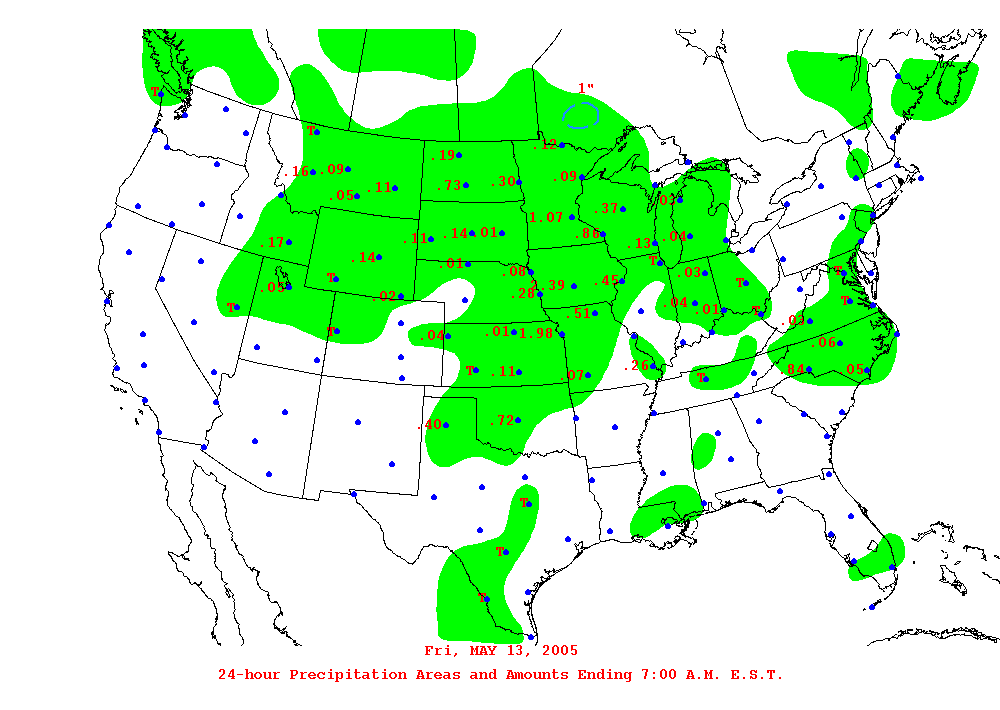 1"
T
T
.12
.19
.16 .09
.09
.05 .11 .73 .30
.03
.37
1.07
.86
.04
.17
.11 .14 .01
.13
.14
.01
T
.08
.03
T
T
.05
.39
.45
T
.02
.28
T
T
.04 .01
T
.51
.03
T
.04
.01 1.98
.06
T .11
.07
.26
T
.84 .05
.40
.72
T
T
T
Fri, MAY 13, 2005
24-hour Precipitation Areas and Amounts Ending 7:00 A.M. E.S.T.